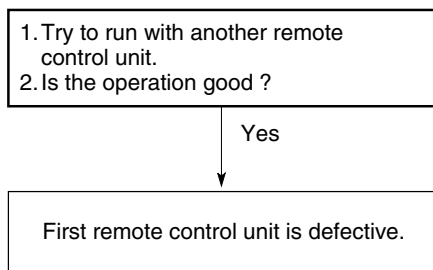 1. Try to run with another remote
control unit.
2. Is the operation good ?
Yes
First remote control unit is defective.